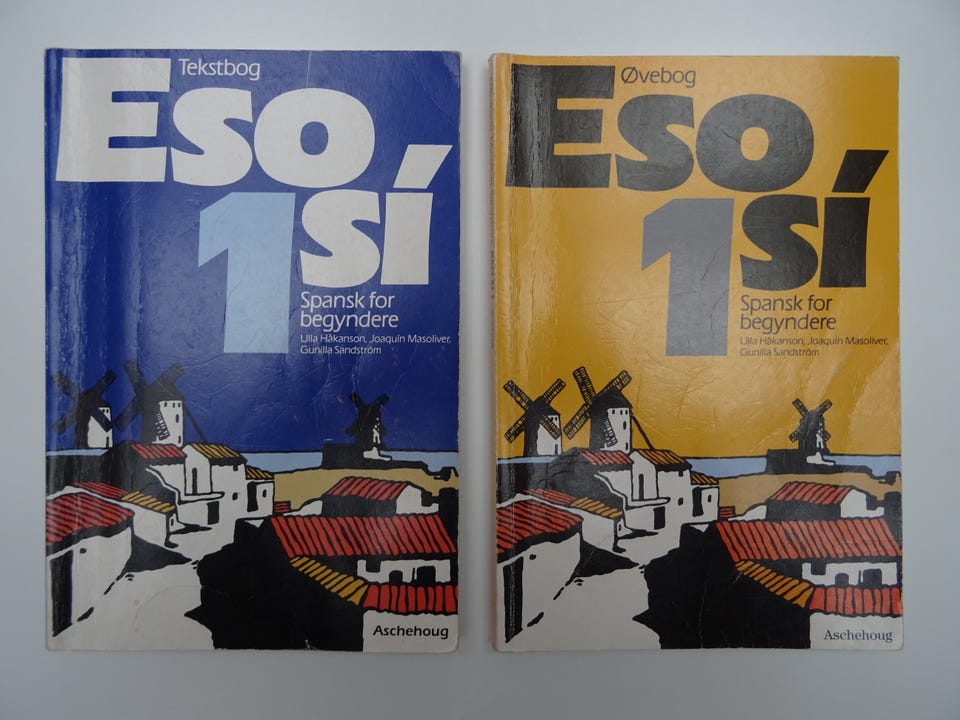 Tekstbog
Eso
1 sí
Spansk for
begyndere
Ulla Håkanson, Joaquín Masoliver,
Gunilla Sandström
Aschehoug
Øvebog
Eso
1 sí
Spansk for
begyndere
Ulla Håkanson, Joaquín Masoliver,
Gunilla Sandström
Aschehoug